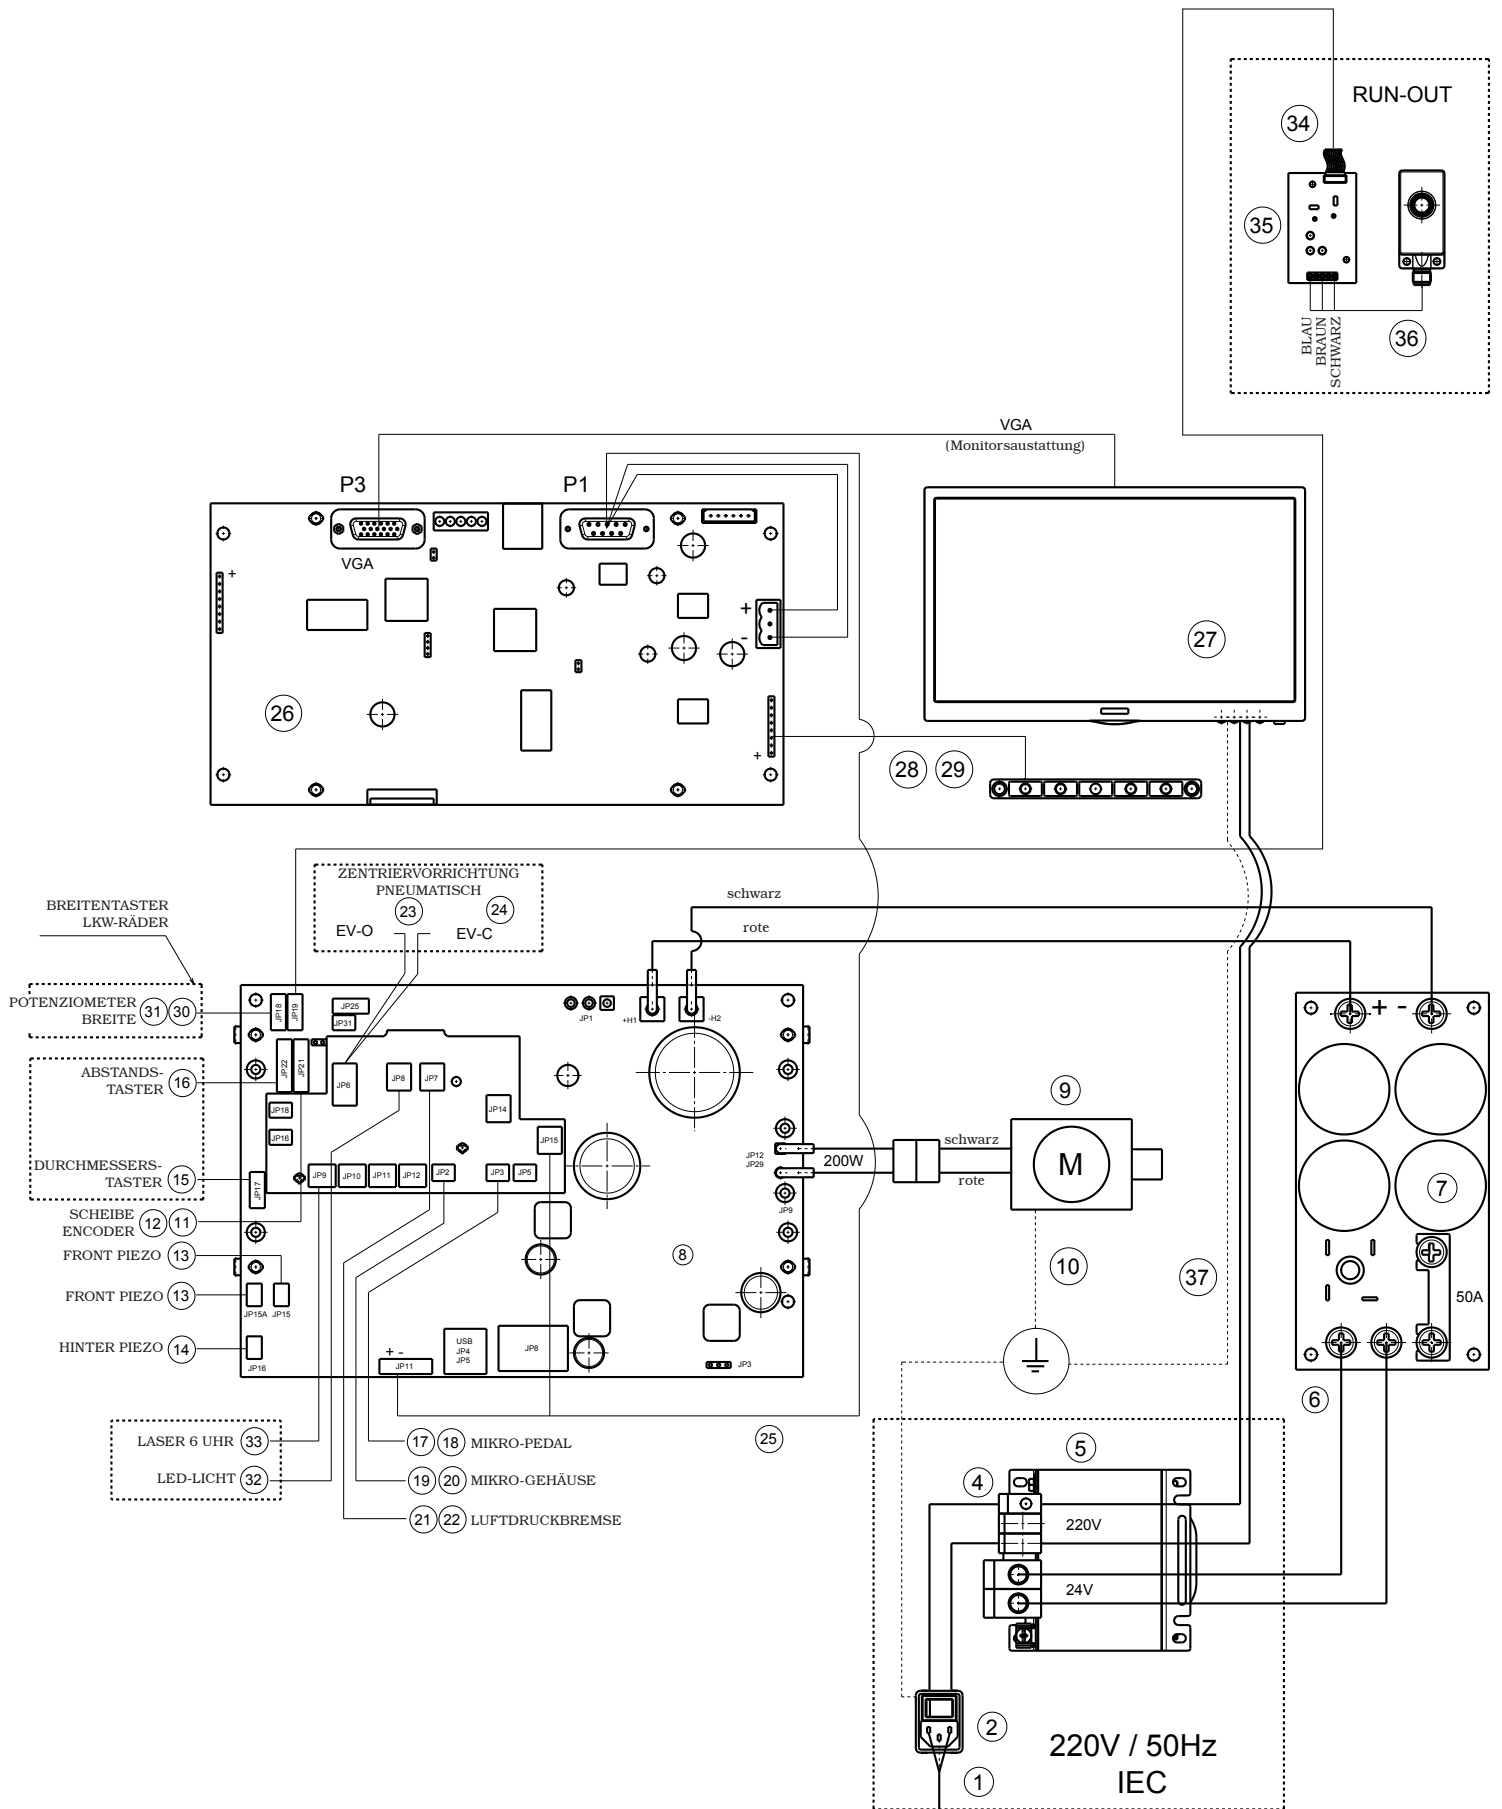 RUN-OUT
34
35
BLAU
BRAUN
SCHWARZ
36
VGA
(Monitorsaustattung)
P3
P1
VGA
+
+
-
27
26
+
28 29
ZENTRIERVORRICHTUNG
PNEUMATISCH
23 24
EV-O EV-C
BREITENTASTER
LKW-RÄDER
schwarz
rote
POTENZIOMETER
BREITE 31 30
JP18
JP19
JP25
JP31
JP1
+H1
-H2
+ -
ABSTANDS-
TASTER 16
JP22
JP21
JP6
JP8
JP7
JP18
JP16
JP14
JP15
9
M
schwarz
rote
200W
JP12
JP29
JP9
7
DURCHMESSERS-
TASTER 15
JP17
JP9
JP10
JP11
JP12
JP2
JP3
JP5
SCHEIBE
ENCODER 12 11
FRONT PIEZO 13
FRONT PIEZO 13
HINTER PIEZO 14
JP15A
JP15
JP16
8
10
37
50A
+ -
JP11
USB
JP4
JP5
JP8
JP3
6
LASER 6 UHR 33
LED-LICHT 32
17 18 MIKRO-PEDAL
19 20 MIKRO-GEHÄUSE
21 22 LUFTDRUCKBREMSE
25
5
4
220V
24V
2
1
220V / 50Hz
IEC